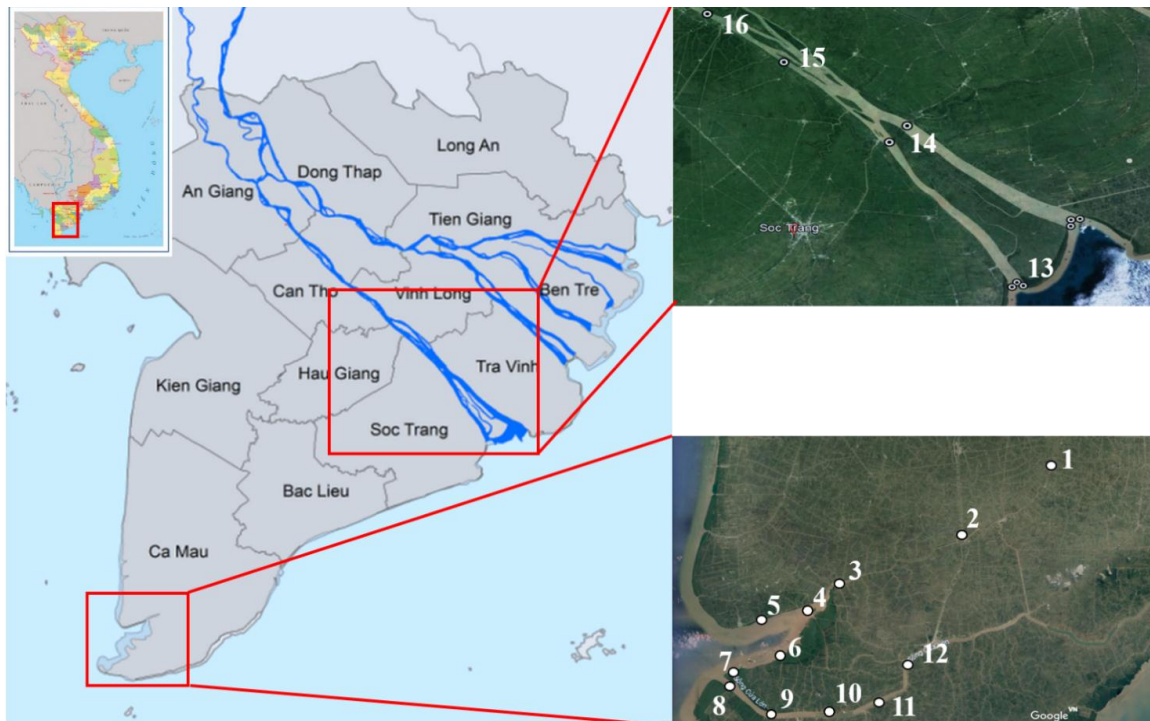 Long An
Dong Thap
An Giang
Tien Giang
Can Tho
Vinh Long
Ben Tre
Kien Giang
Hau Giang
Tra Vinh
Soc Trang
Bac Lieu
Ca Mau
16
15
14
Soc Trang
13
1
2
3
4
5
6
7
8
9
10
11
12
Google